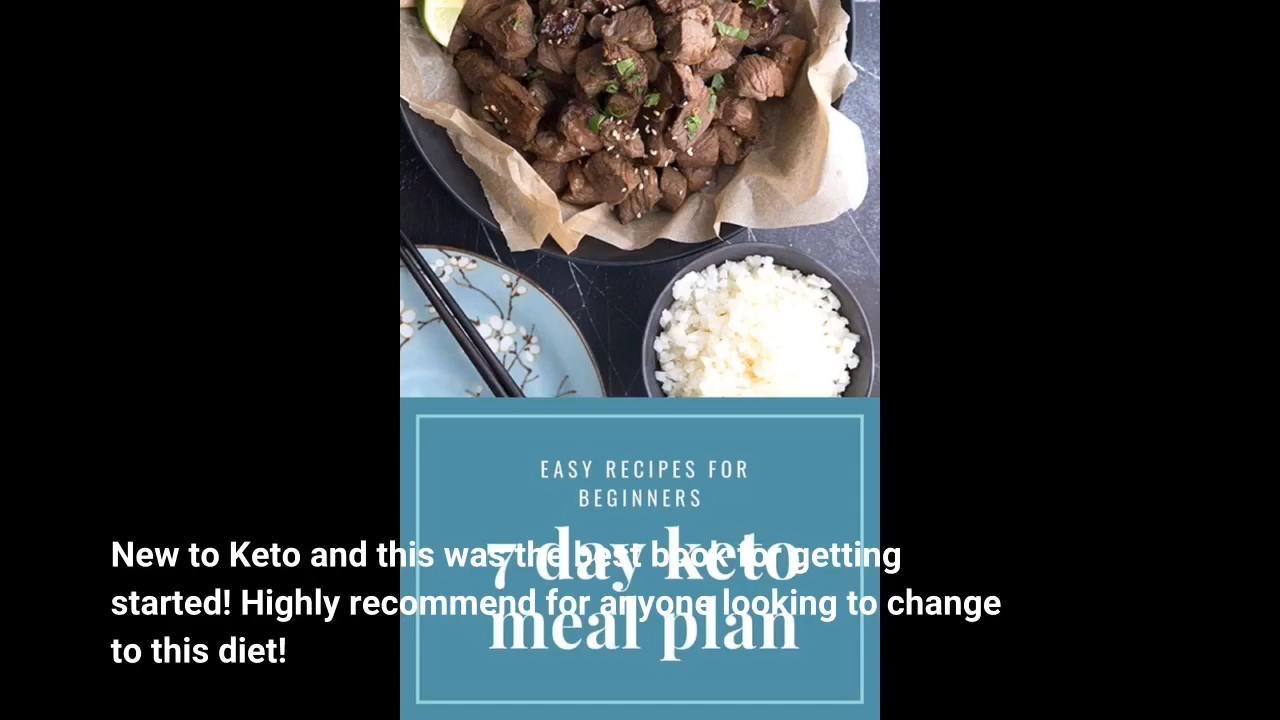 EASY RECIPES FOR
BEGINNERS
7 day keto
meal plan
New to Keto and this was the best book for getting
started! Highly recommend for anyone looking to change
to this diet!